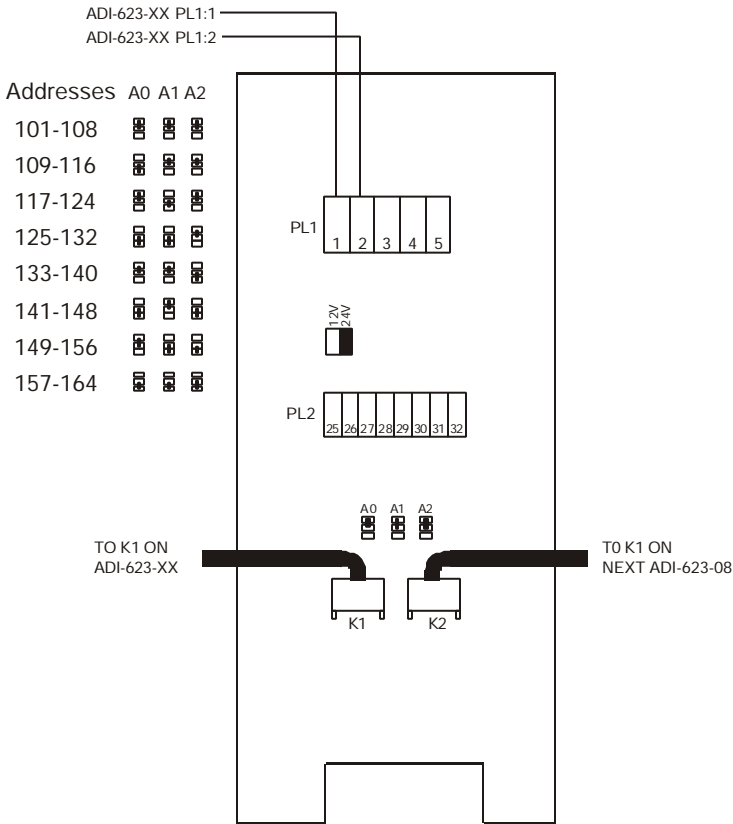 ADI-623-XX PL1:1
ADI-623-XX PL1:2
Addresses A0 A1 A2
101-108
109-116
117-124
125-132
133-140
141-148
149-156
157-164
PL1
1 2 3 4 5
12V
24V
PL2
25 26 27 28 29 30 31 32
A0 A1 A2
TO K1 ON
ADI-623-XX
T0 K1 ON
NEXT ADI-623-08
K1
K2